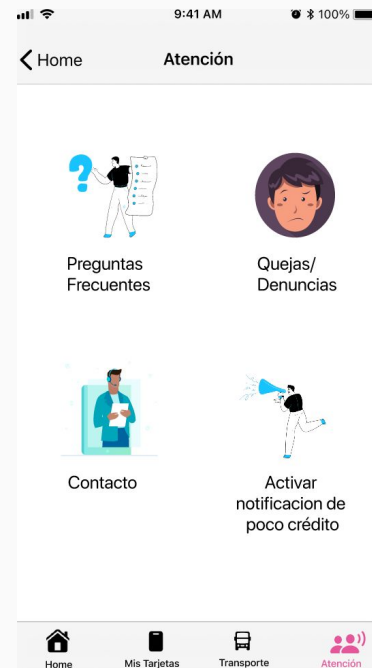 9:41 AM 100%
Home Atención
Preguntas
Frecuentes
Quejas/
Denuncias
Contacto
Activar
notificacion de
poco crédito
Home Mis Tarjetas Transporte Atención